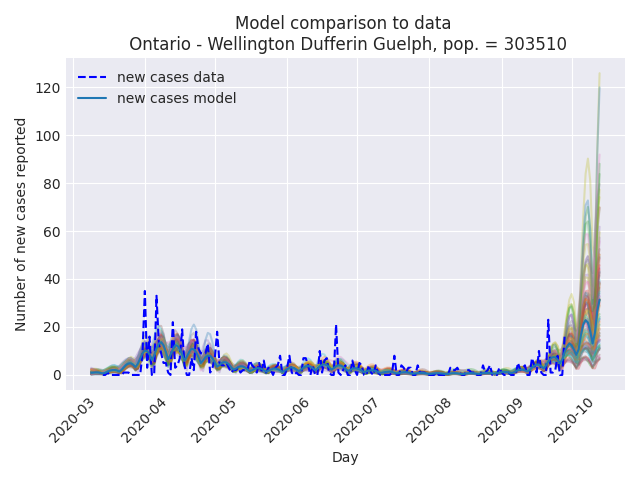 Model comparison to data
Ontario - Wellington Dufferin Guelph, pop. = 303510
new cases data
new cases model
Number of new cases reported
120
100
80
60
40
20
0
2020-03
2020-04
2020-05
2020-06
2020-07
2020-08
2020-09
2020-10
Day